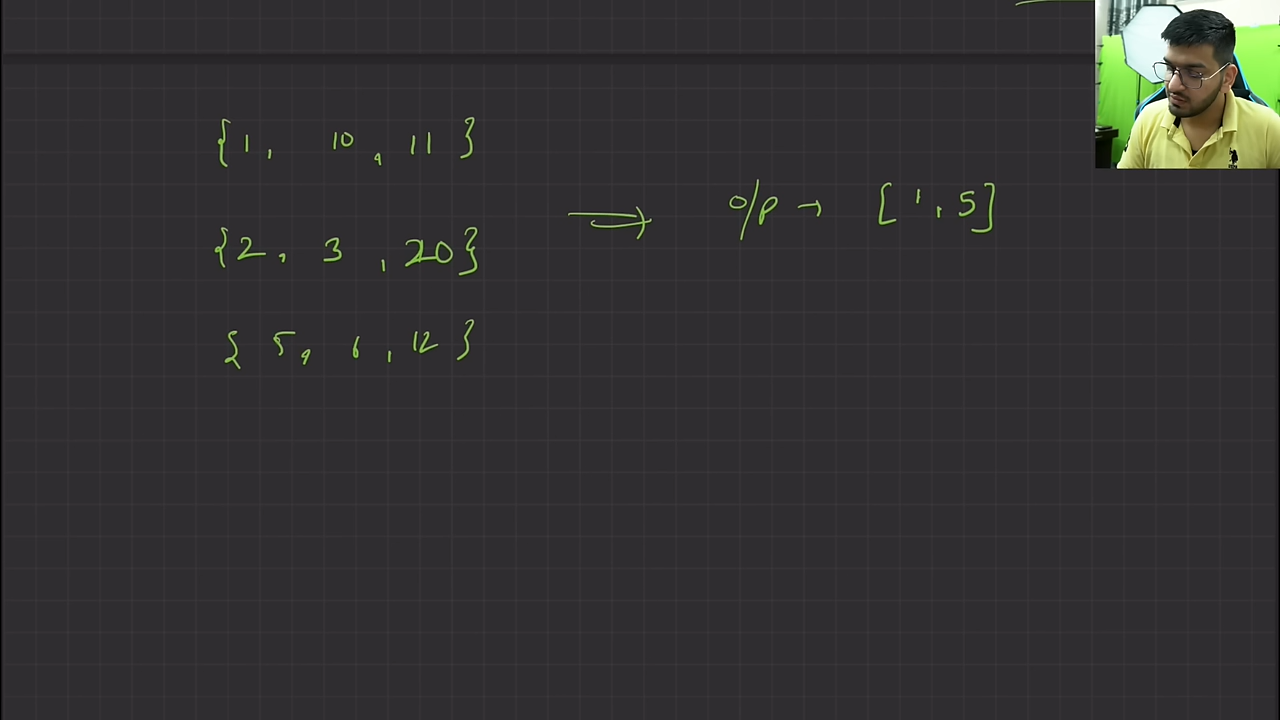 {1, 10, 11}
o/p → [1, 5]
{2, 3, 20}
{5, 6, 12}